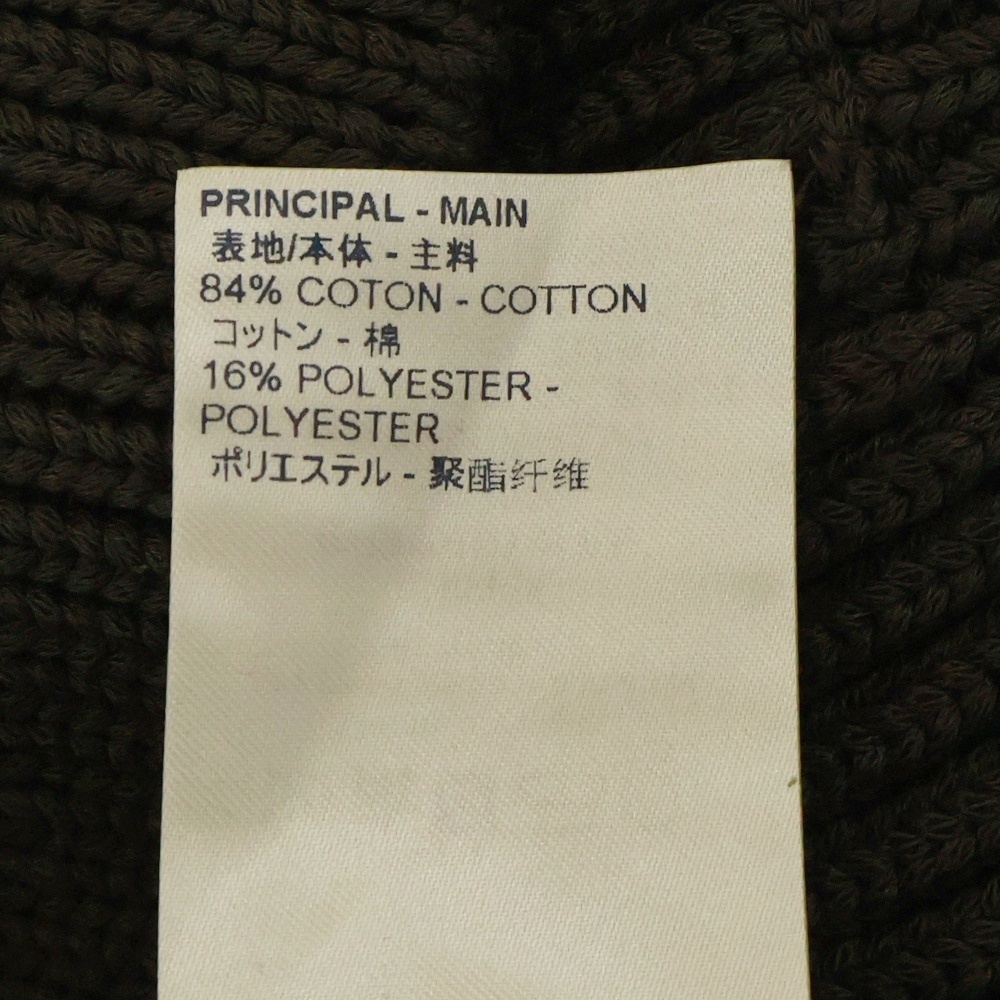 PRINCIPAL - MAIN
表地/本体 - 主料
84% COTON - COTTON
コットン - 棉
16% POLYESTER -
POLYESTER
ポリエステル - 聚酯纤维